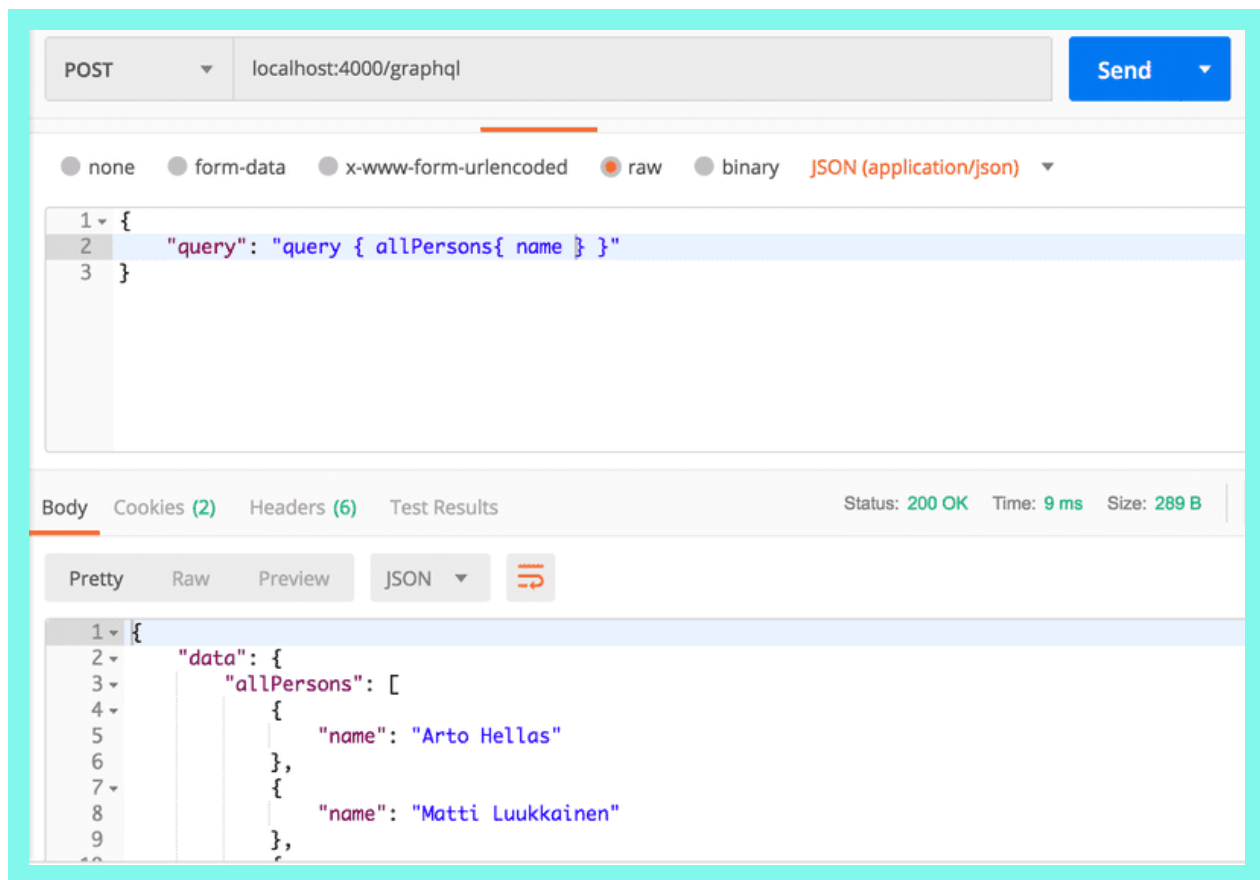 POST localhost:4000/graphql Send
none form-data x-www-form-urlencoded raw binary JSON (application/json)
1 {
2 "query": "query { allPersons{ name } }"
3 }
Body Cookies (2) Headers (6) Test Results Status: 200 OK Time: 9 ms Size: 289 B
Pretty Raw Preview JSON
1 {
2 "data": {
3 "allPersons": [
4 {
5 "name": "Arto Hellas"
6 },
7 {
8 "name": "Matti Luukkainen"
9 },